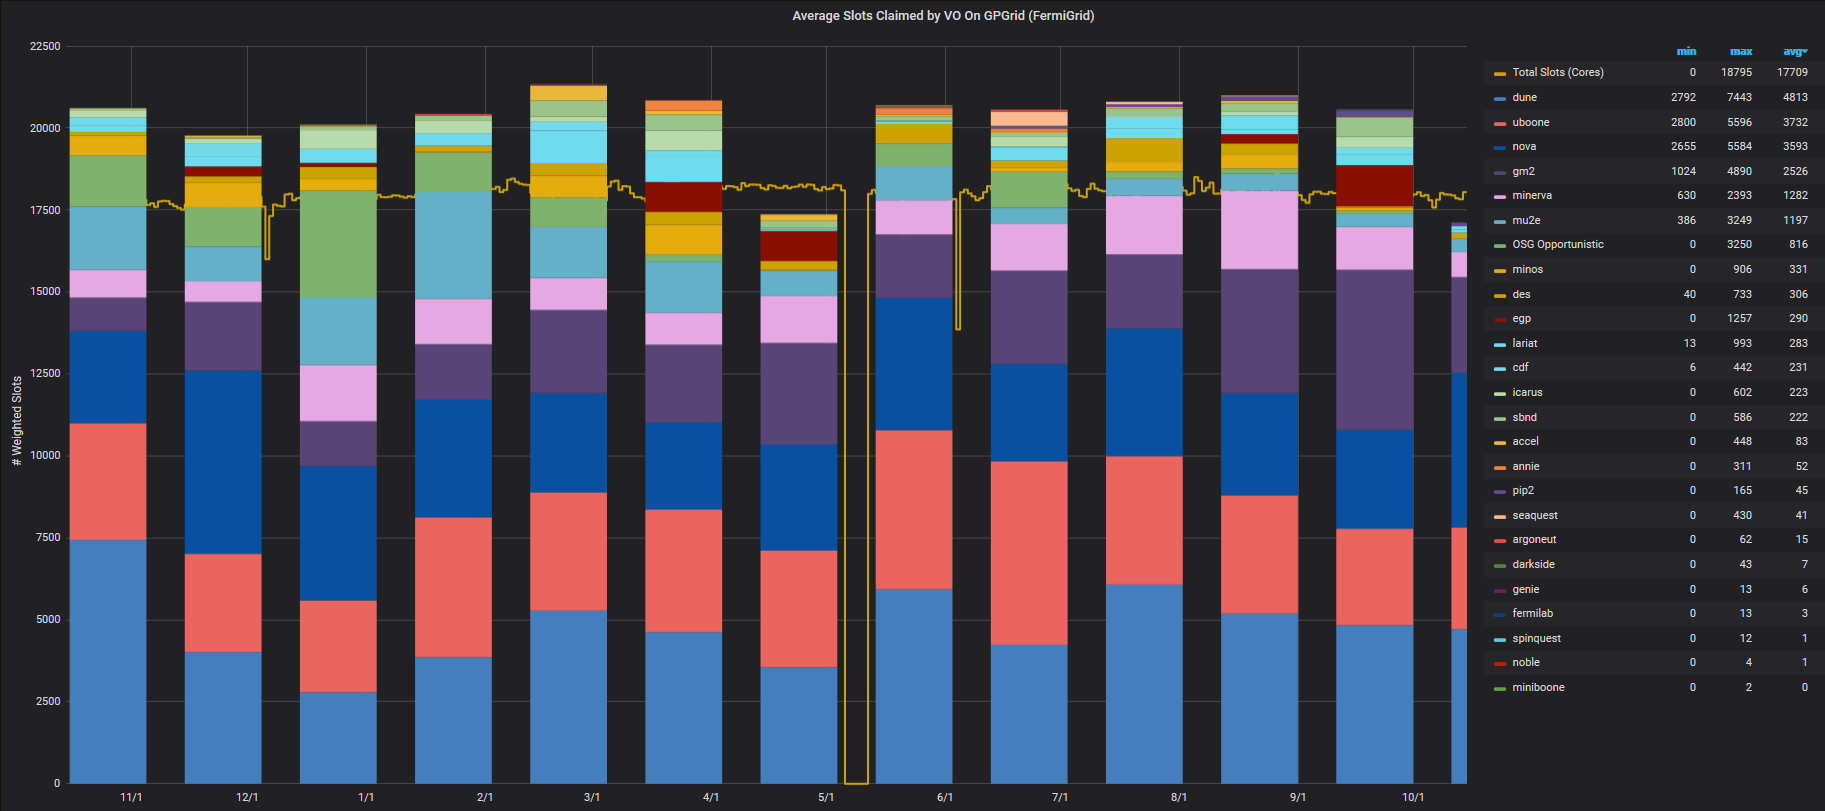 Average Slots Claimed by VO On GPGrid (FermiGrid)
# Weighted Slots
22500
20000
17500
15000
12500
10000
7500
5000
2500
0
11/1 12/1 1/1 2/1 3/1 4/1 5/1 6/1 7/1 8/1 9/1 10/1
min max avg
Total Slots (Cores) 0 18795 17709
dune 2792 7443 4813
uboone 2800 5596 3732
nova 2655 5584 3593
gm2 1024 4890 2526
minerva 630 2393 1282
mu2e 386 3249 1197
OSG Opportunistic 0 3250 816
minos 0 906 331
des 40 733 306
egp 0 1257 290
lariat 13 993 283
cdf 6 442 231
icarus 0 602 223
sbnd 0 586 222
accel 0 448 83
annie 0 311 52
pip2 0 165 45
seaquest 0 430 41
argoneut 0 62 15
darkside 0 43 7
genie 0 13 6
fermilab 0 13 3
spinquest 0 12 1
noble 0 4 1
miniboone 0 2 0